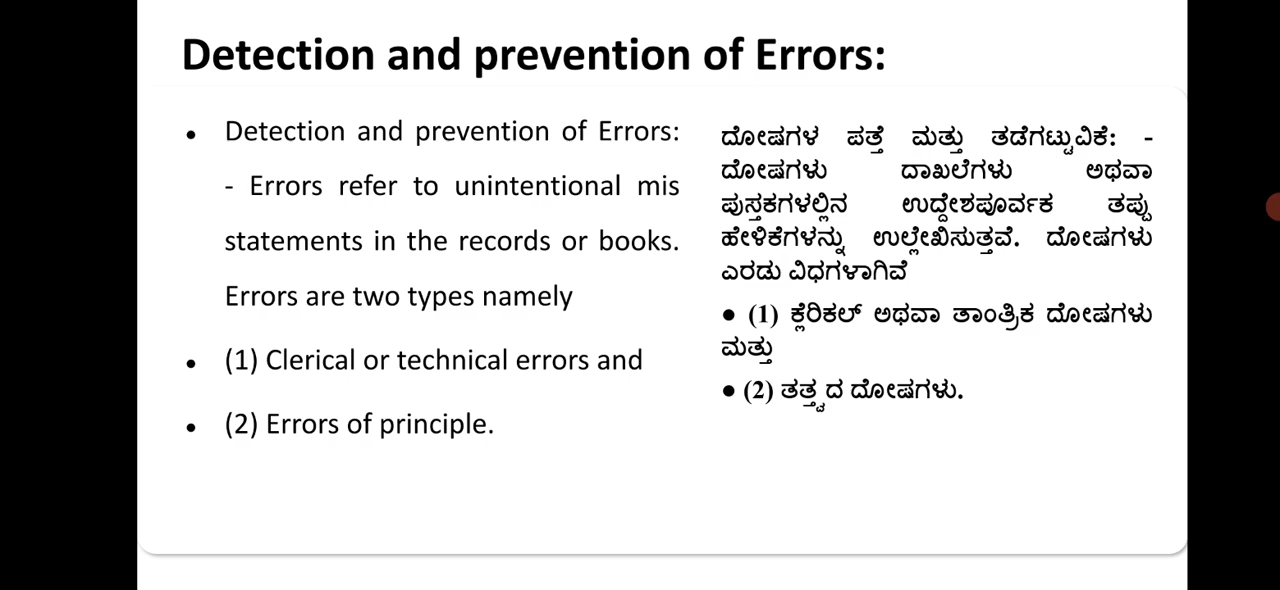 Detection and prevention of Errors:
• Detection and prevention of Errors:
- Errors refer to unintentional mis
statements in the records or books.
Errors are two types namely
• (1) Clerical or technical errors and
• (2) Errors of principle.
ದೋಷಗಳ ಪತ್ತೆ ಮತ್ತು ತಡೆಗಟ್ಟುವಿಕೆ: -
ದೋಷಗಳು ದಾಖಲೆಗಳು ಅಥವಾ
ಪುಸ್ತಕಗಳಲ್ಲಿನ ಉದ್ದೇಶಪೂರ್ವಕ ತಪ್ಪು
ಹೇಳಿಕೆಗಳನ್ನು ಉಲ್ಲೇಖಿಸುತ್ತವೆ. ದೋಷಗಳು
ಎರಡು ವಿಧಗಳಾಗಿವೆ
● (1) ಕ್ಲೆರಿಕಲ್ ಅಥವಾ ತಾಂತ್ರಿಕ ದೋಷಗಳು
ಮತ್ತು
● (2) ತತ್ತ್ವದ ದೋಷಗಳು.